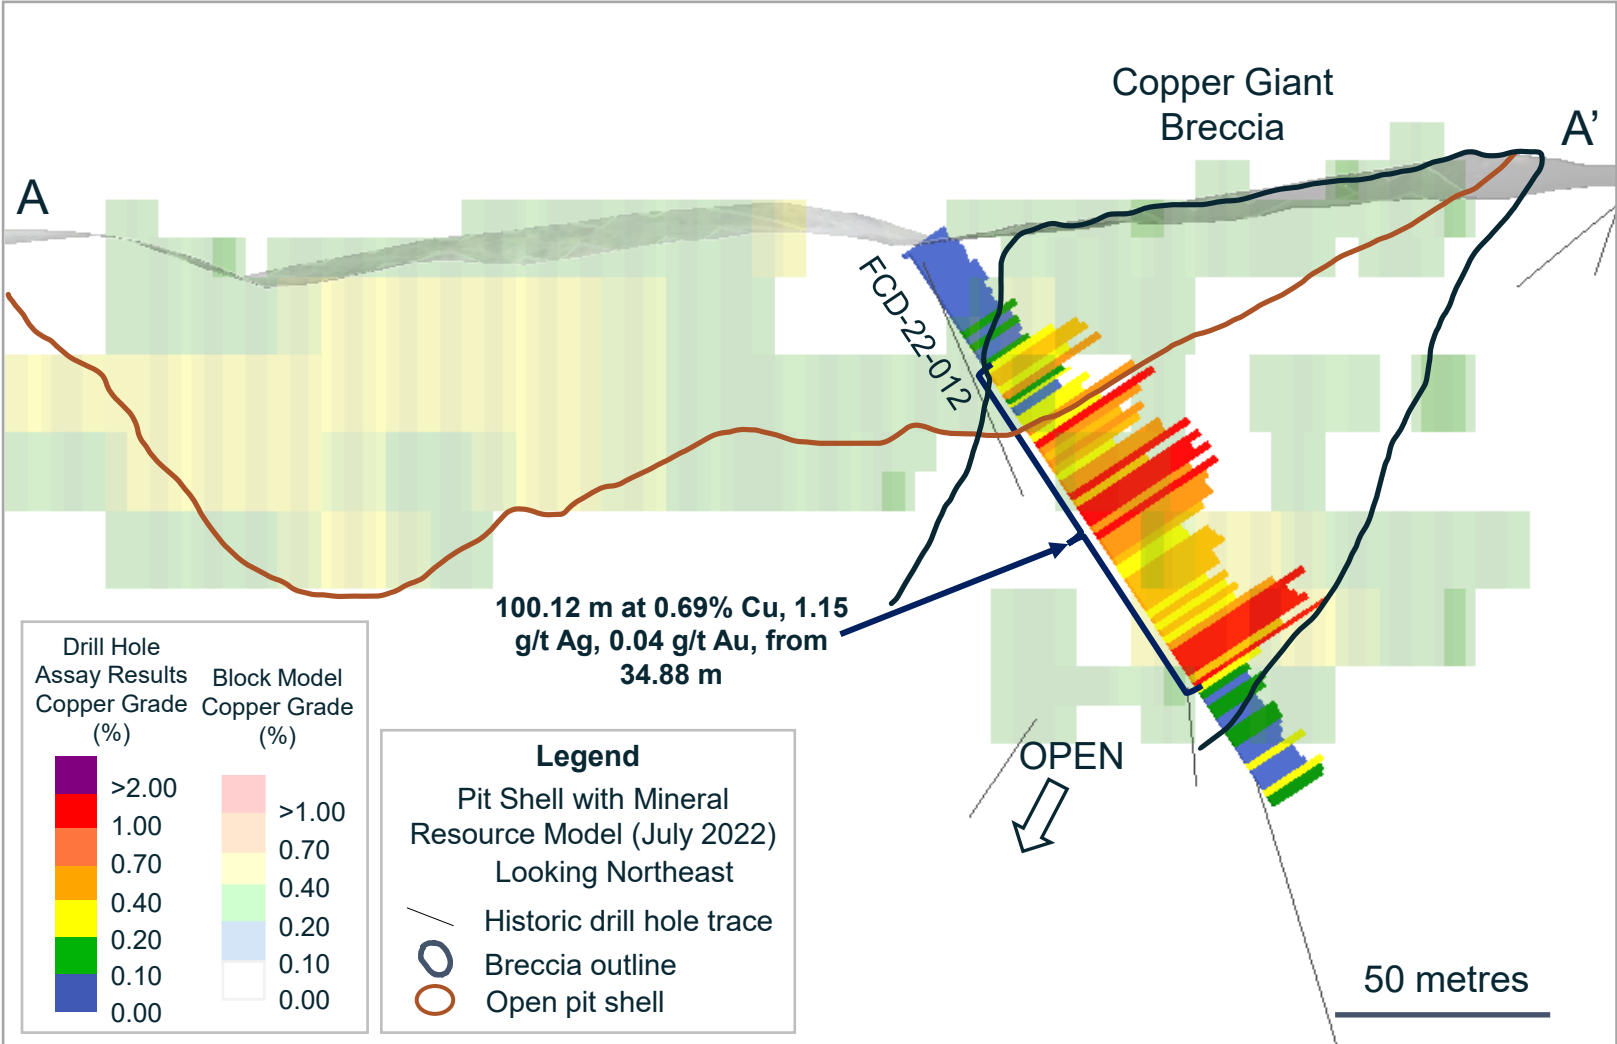 Copper Giant
Breccia
A
A’
FCD-22-012
100.12 m at 0.69% Cu, 1.15
g/t Ag, 0.04 g/t Au, from
34.88 m
OPEN
Drill Hole
Assay Results
Copper Grade
(%)
>2.00
1.00
0.70
0.40
0.20
0.10
0.00
Block Model
Copper Grade
(%)
>1.00
0.70
0.40
0.20
0.10
0.00
Legend
Pit Shell with Mineral
Resource Model (July 2022)
Looking Northeast
Historic drill hole trace
Breccia outline
Open pit shell
50 metres